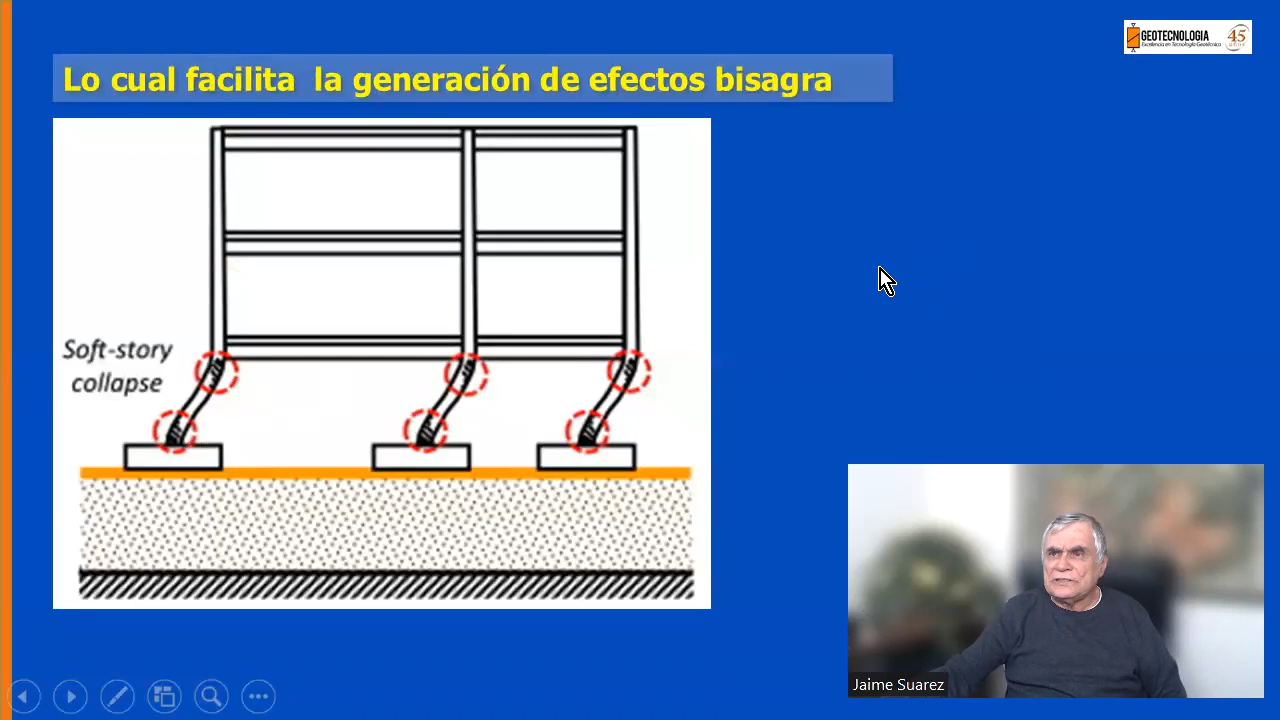 GEOTECNOLOGIA
Excelencia en Tecnología Geotécnica
45
Lo cual facilita la generación de efectos bisagra
Soft-story
collapse
Jaime Suarez